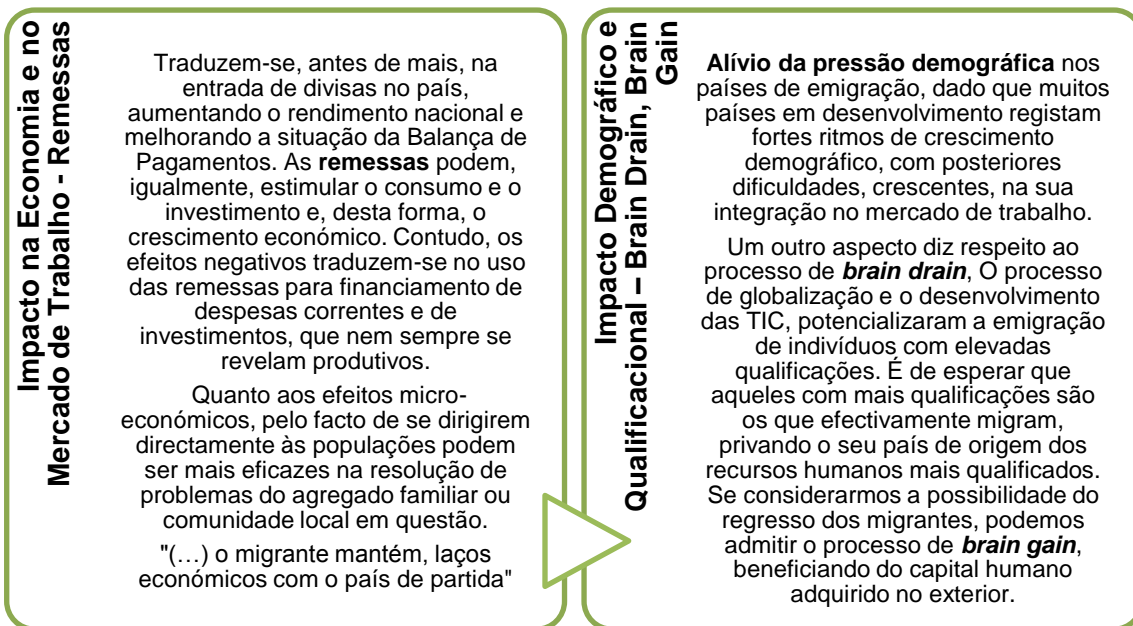 Impacto na Economia e no
Mercado de Trabalho - Remessas
Traduzem-se, antes de mais, na
entrada de divisas no país,
aumentando o rendimento nacional e
melhorando a situação da Balança de
Pagamentos. As remessas podem,
igualmente, estimular o consumo e o
investimento e, desta forma, o
crescimento económico. Contudo, os
efeitos negativos traduzem-se no uso
das remessas para financiamento de
despesas correntes e de
investimentos, que nem sempre se
revelam produtivos.
Quanto aos efeitos micro-
económicos, pelo facto de se dirigirem
directamente às populações podem
ser mais eficazes na resolução de
problemas do agregado familiar ou
comunidade local em questão.
"(…) o migrante mantém, laços
económicos com o país de partida"
Impacto Demográfico e
Qualificacional – Brain Drain, Brain
Gain
Alívio da pressão demográfica nos
países de emigração, dado que muitos
países em desenvolvimento registam
fortes ritmos de crescimento
demográfico, com posteriores
dificuldades, crescentes, na sua
integração no mercado de trabalho.
Um outro aspecto diz respeito ao
processo de brain drain, O processo
de globalização e o desenvolvimento
das TIC, potencializaram a emigração
de indivíduos com elevadas
qualificações. É de esperar que
aqueles com mais qualificações são
os que efectivamente migram,
privando o seu país de origem dos
recursos humanos mais qualificados.
Se considerarmos a possibilidade do
regresso dos migrantes, podemos
admitir o processo de brain gain,
beneficiando do capital humano
adquirido no exterior.